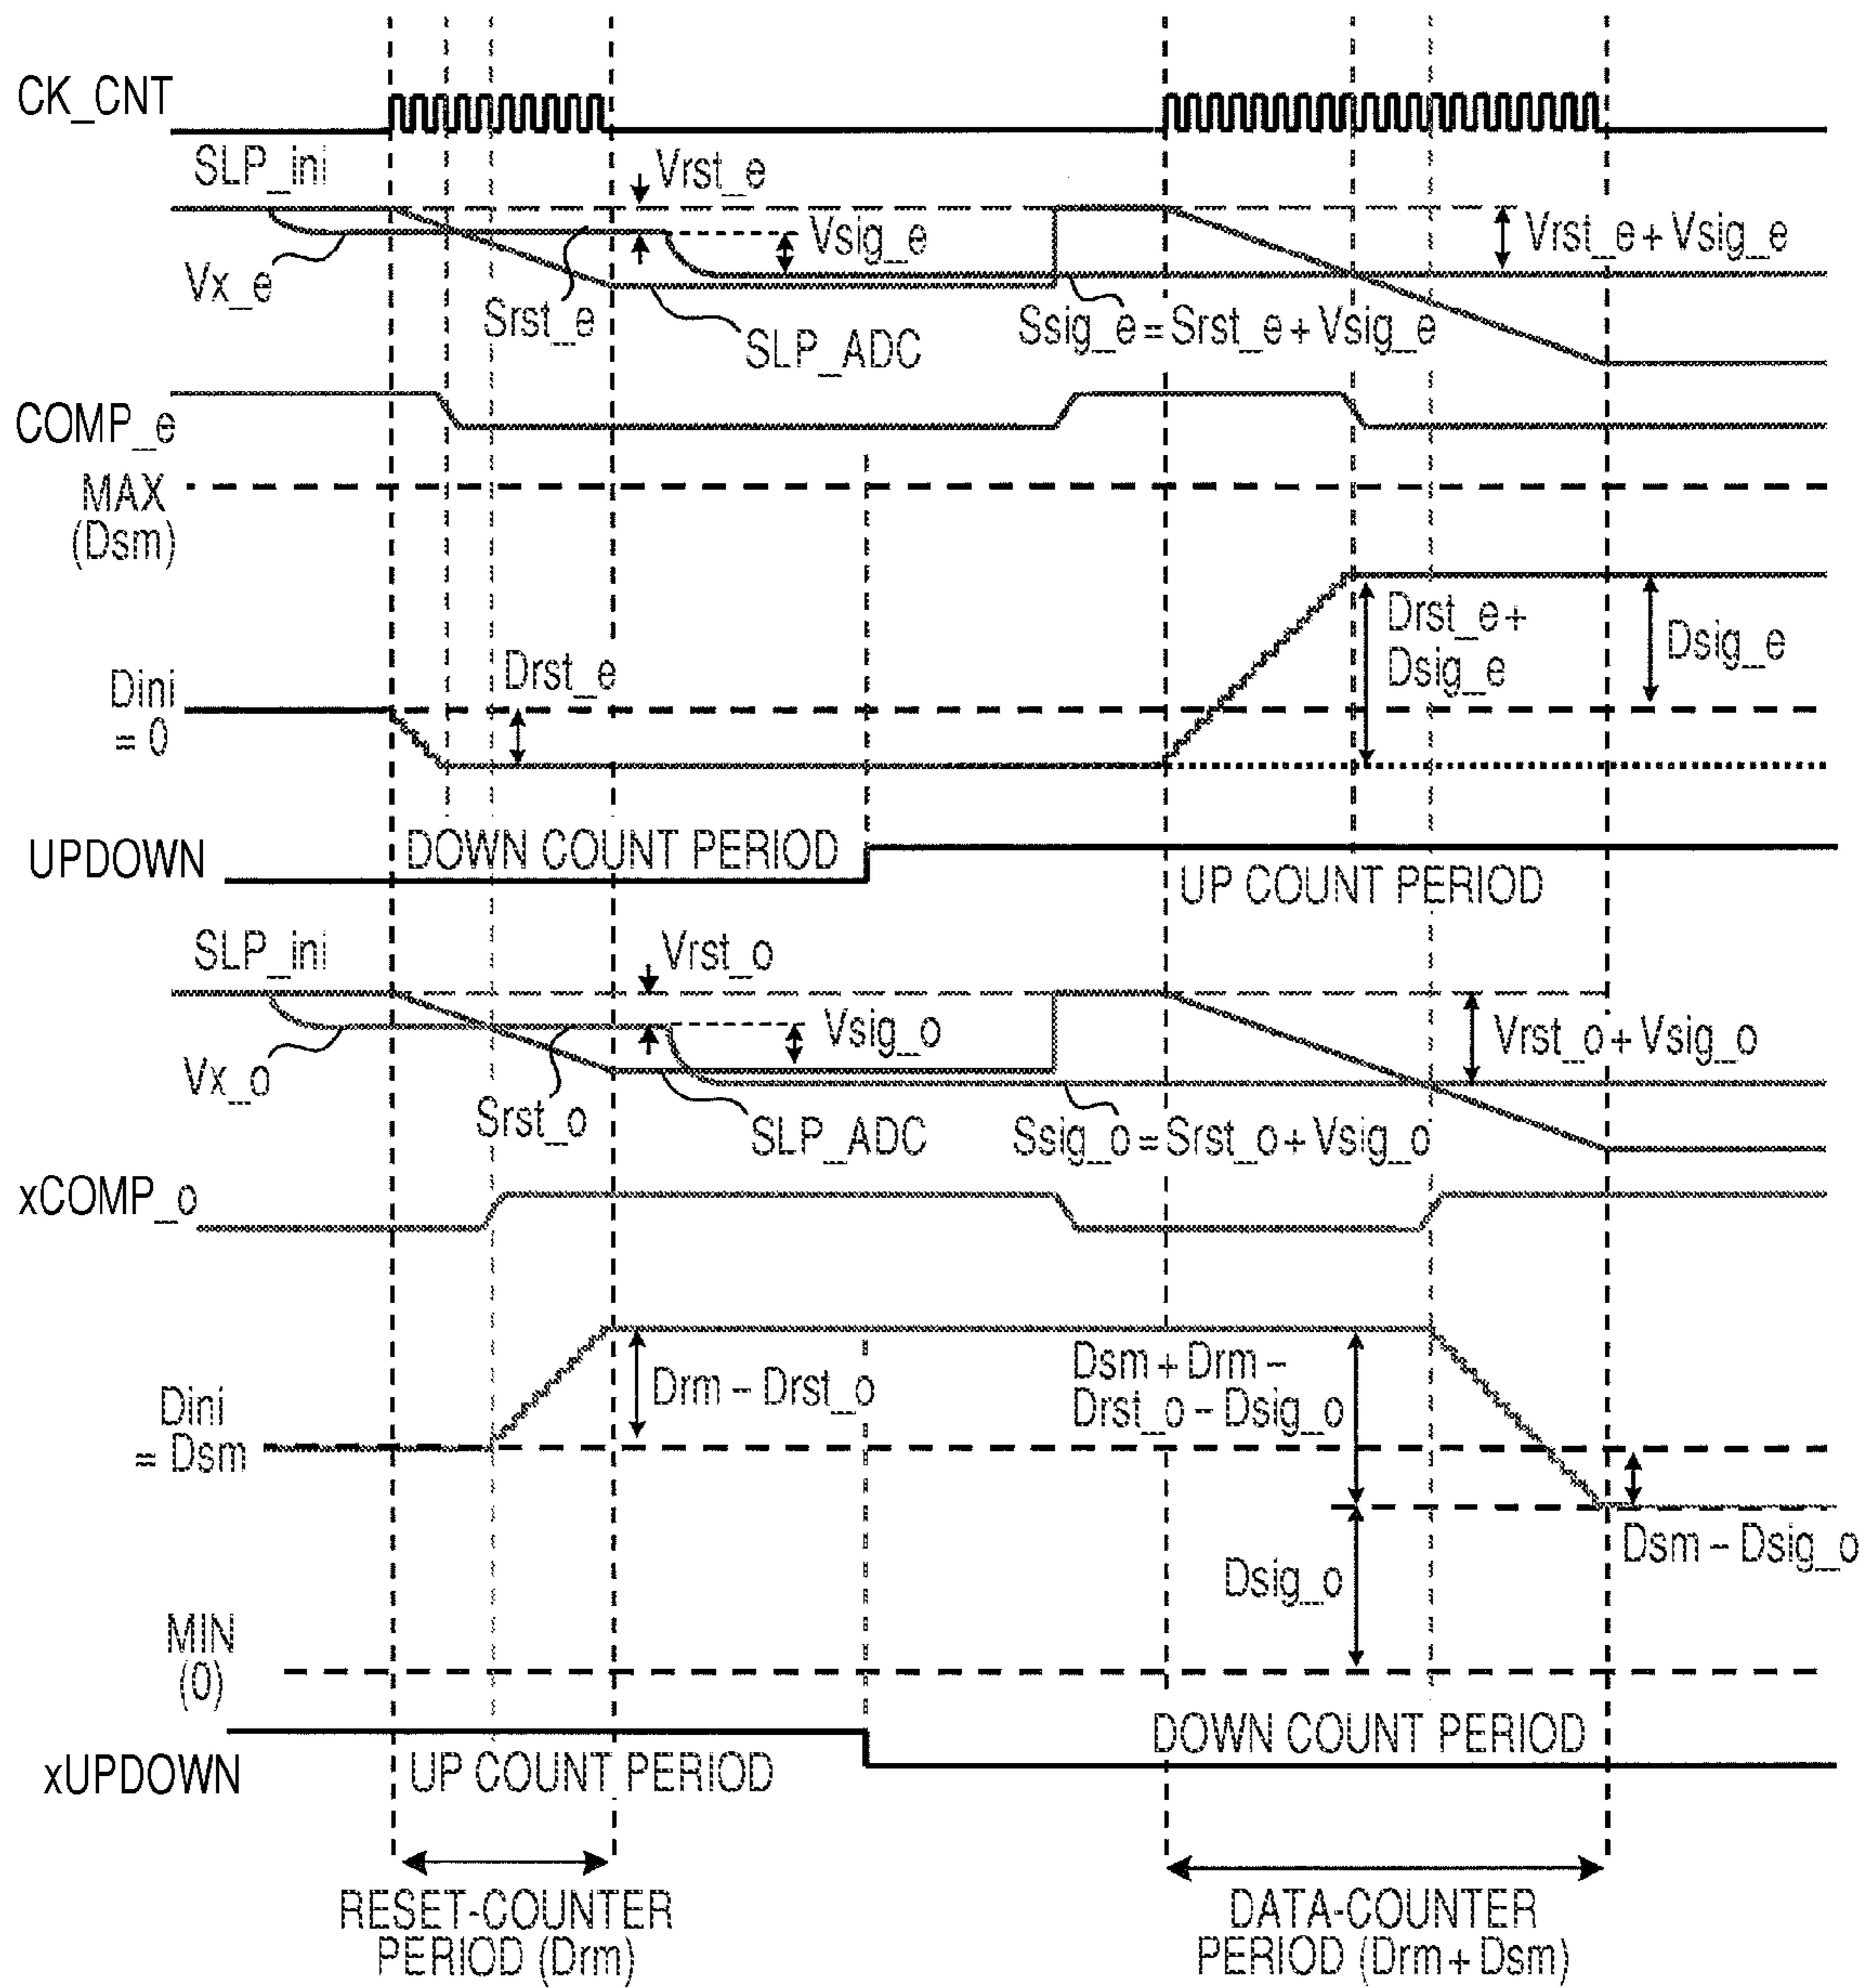 CK_CNT
SLP_ini
Vrst_e
Vsig_e
Vrst_e + Vsig_e
Vx_e
Srst_e
SLP_ADC
Ssig_e = Srst_e + Vsig_e
COMP_e
MAX
(Dsm)
Drst_e +
Dsig_e
Dsig_e
Drst_e
Dini
= 0
UPDOWN
DOWN COUNT PERIOD
UP COUNT PERIOD
SLP_ini
Vrst_o
Vsig_o
Vrst_o + Vsig_o
Vx_o
Srst_o
SLP_ADC
Ssig_o = Srst_o + Vsig_o
xCOMP_o
Drm – Drst_o
Dsm + Drm –
Drst_o – Dsig_o
Dini
= Dsm
Dsm – Dsig_o
Dsig_o
MIN
(0)
xUPDOWN
UP COUNT PERIOD
DOWN COUNT PERIOD
RESET-COUNTER
PERIOD (Drm)
DATA-COUNTER
PERIOD (Drm + Dsm)